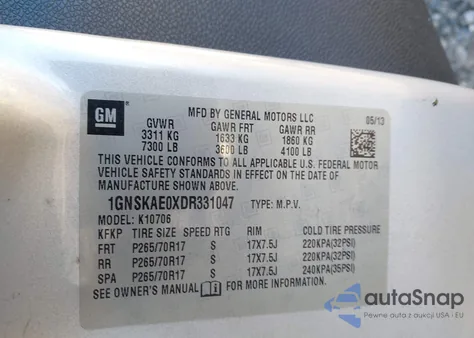 GM
MFD BY GENERAL MOTORS LLC
05/13
GVWR GAWR FRT GAWR RR
3311 KG 1633 KG 1860 KG
7300 LB 3600 LB 4100 LB
THIS VEHICLE CONFORMS TO ALL APPLICABLE U.S. FEDERAL MOTOR
VEHICLE SAFETY STANDARDS IN EFFECT ON THE DATE OF
MANUFACTURE SHOWN ABOVE.
1GNSKAE0XDR331047 TYPE: M.P.V.
MODEL: K10706
KFKP TIRE SIZE SPEED RTG RIM COLD TIRE PRESSURE
FRT P265/70R17 S 17X7.5J 220KPA(32PSI)
RR P265/70R17 S 17X7.5J 220KPA(32PSI)
SPA P265/70R17 S 17X7.5J 240KPA(35PSI)
SEE OWNER'S MANUAL FOR MORE INFORMATION
autaSnap
Pewne auta z aukcji USA - EU